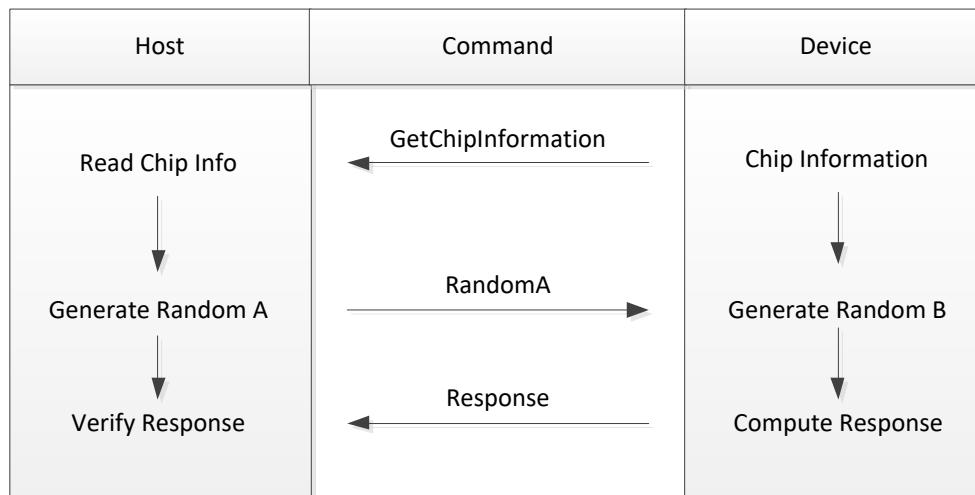 Host
Command
Device
GetChipInformation
Read Chip Info
Chip Information
RandomA
Generate Random A
Generate Random B
Response
Verify Response
Compute Response